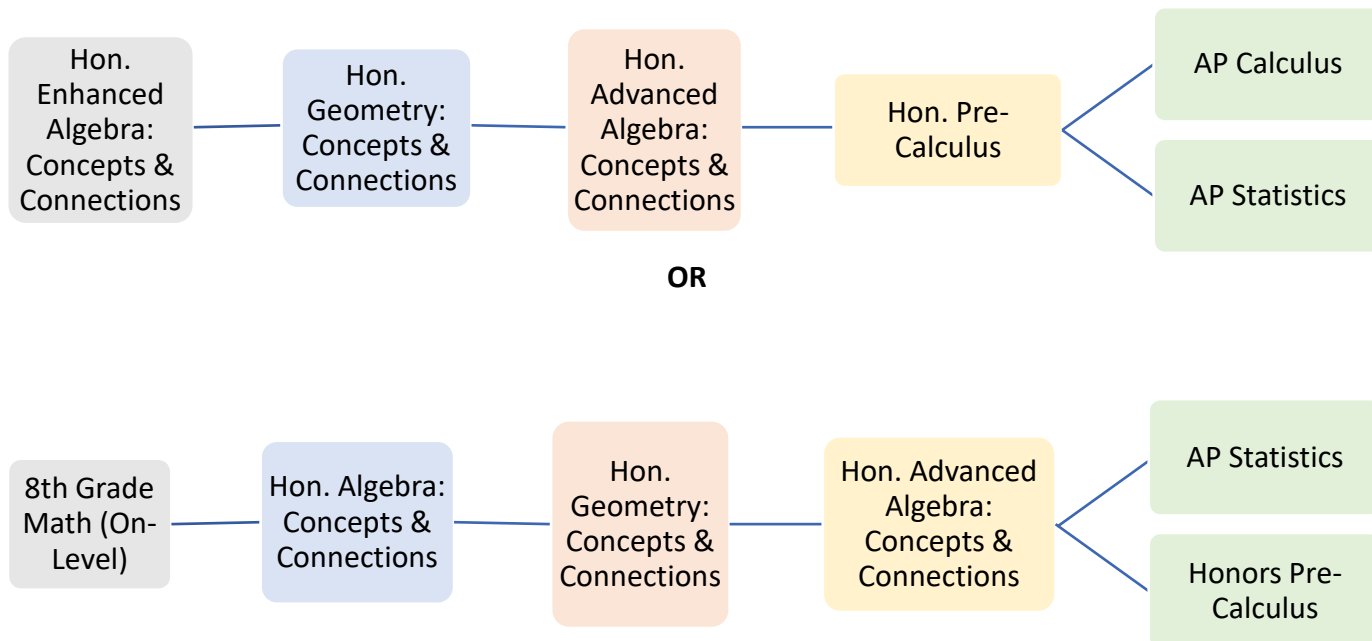 Hon.
Enhanced
Algebra:
Concepts &
Connections
Hon.
Geometry:
Concepts &
Connections
Hon.
Advanced
Algebra:
Concepts &
Connections
Hon. Pre-
Calculus
AP Calculus
AP Statistics
OR
8th Grade
Math (On-
Level)
Hon. Algebra:
Concepts &
Connections
Hon.
Geometry:
Concepts &
Connections
Hon. Advanced
Algebra:
Concepts &
Connections
AP Statistics
Honors Pre-
Calculus